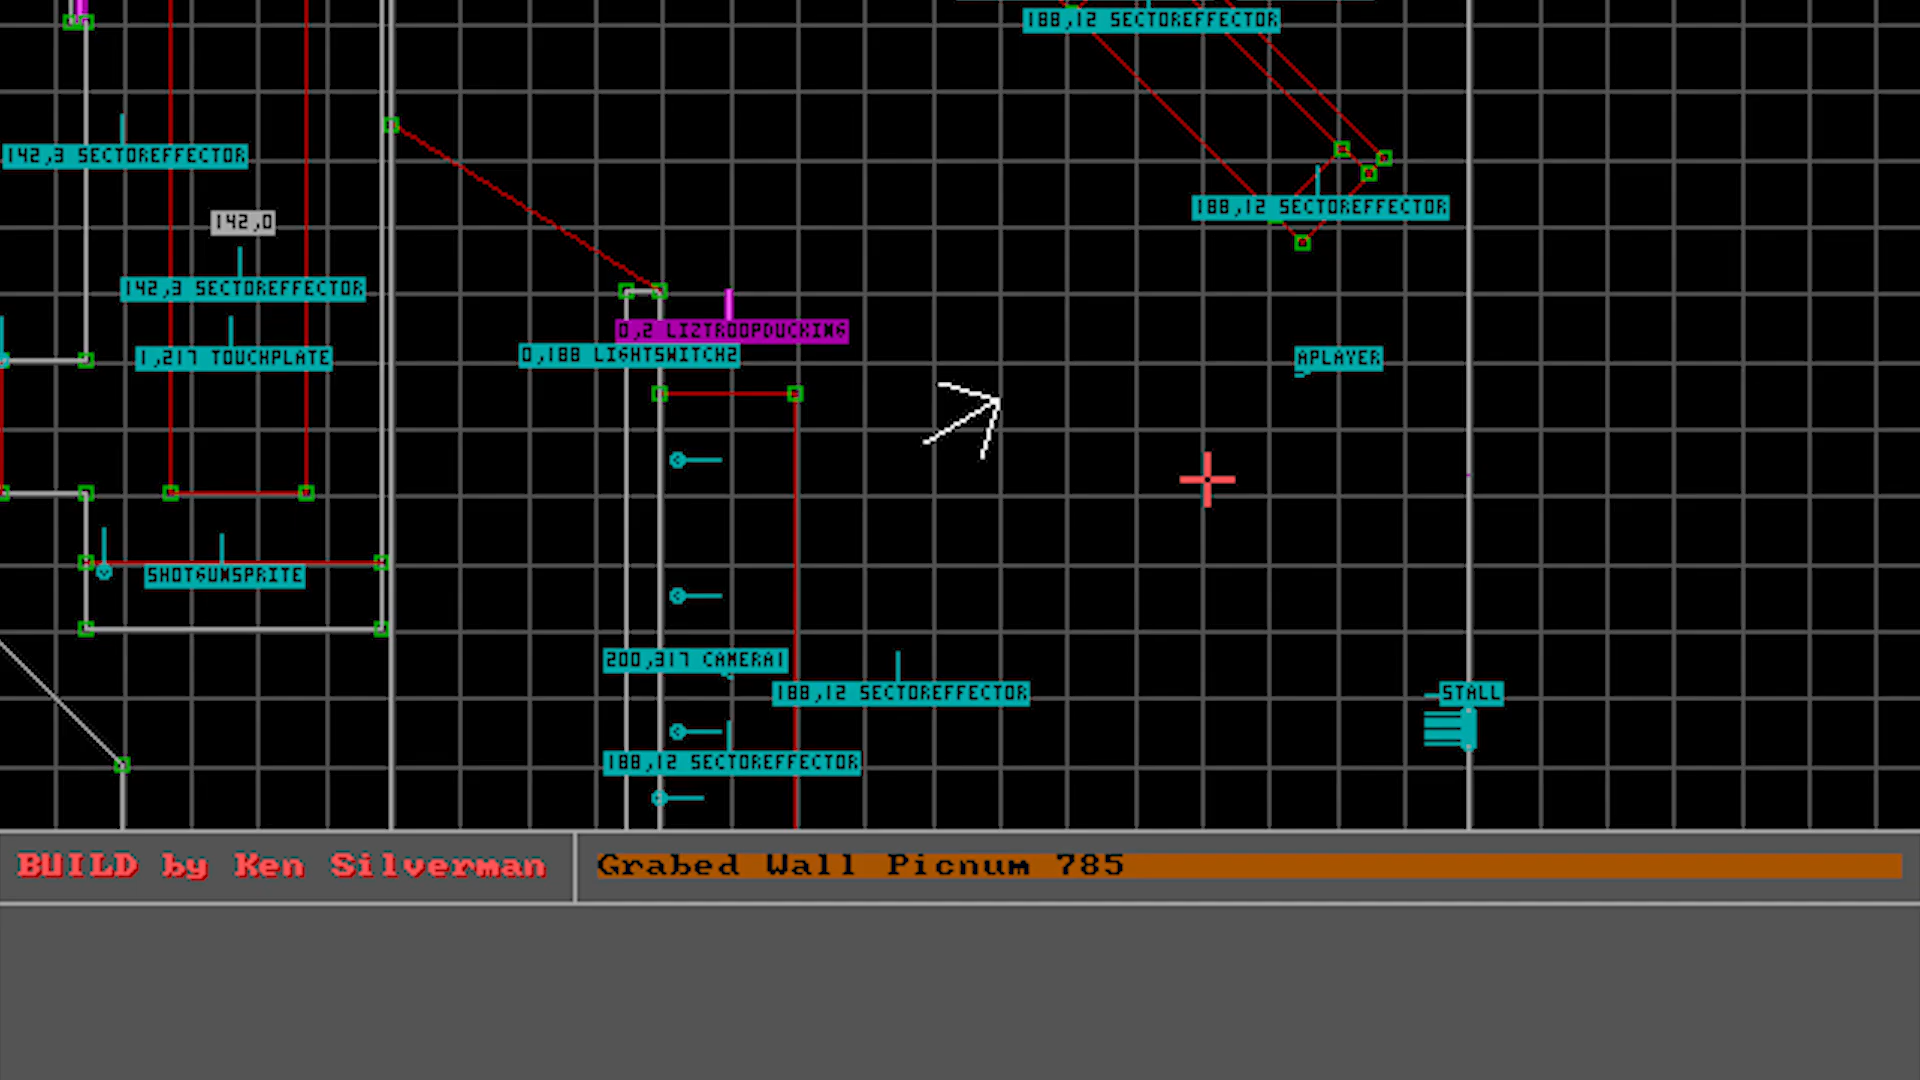 188,12 SECTOREFFECTOR
142,3 SECTOREFFECTOR
188,12 SECTOREFFECTOR
142,0
142,3 SECTOREFFECTOR
0,2 LIZTROOPDUCKING
0,188 LIGHTSWITCH2
1,217 TOUCHPLATE
APLAYER
SHOTGUNSPRITE
200,317 CAMERA1
188,12 SECTOREFFECTOR
STALL
188,12 SECTOREFFECTOR
BUILD by Ken Silverman
Grabed Wall Picnum 785